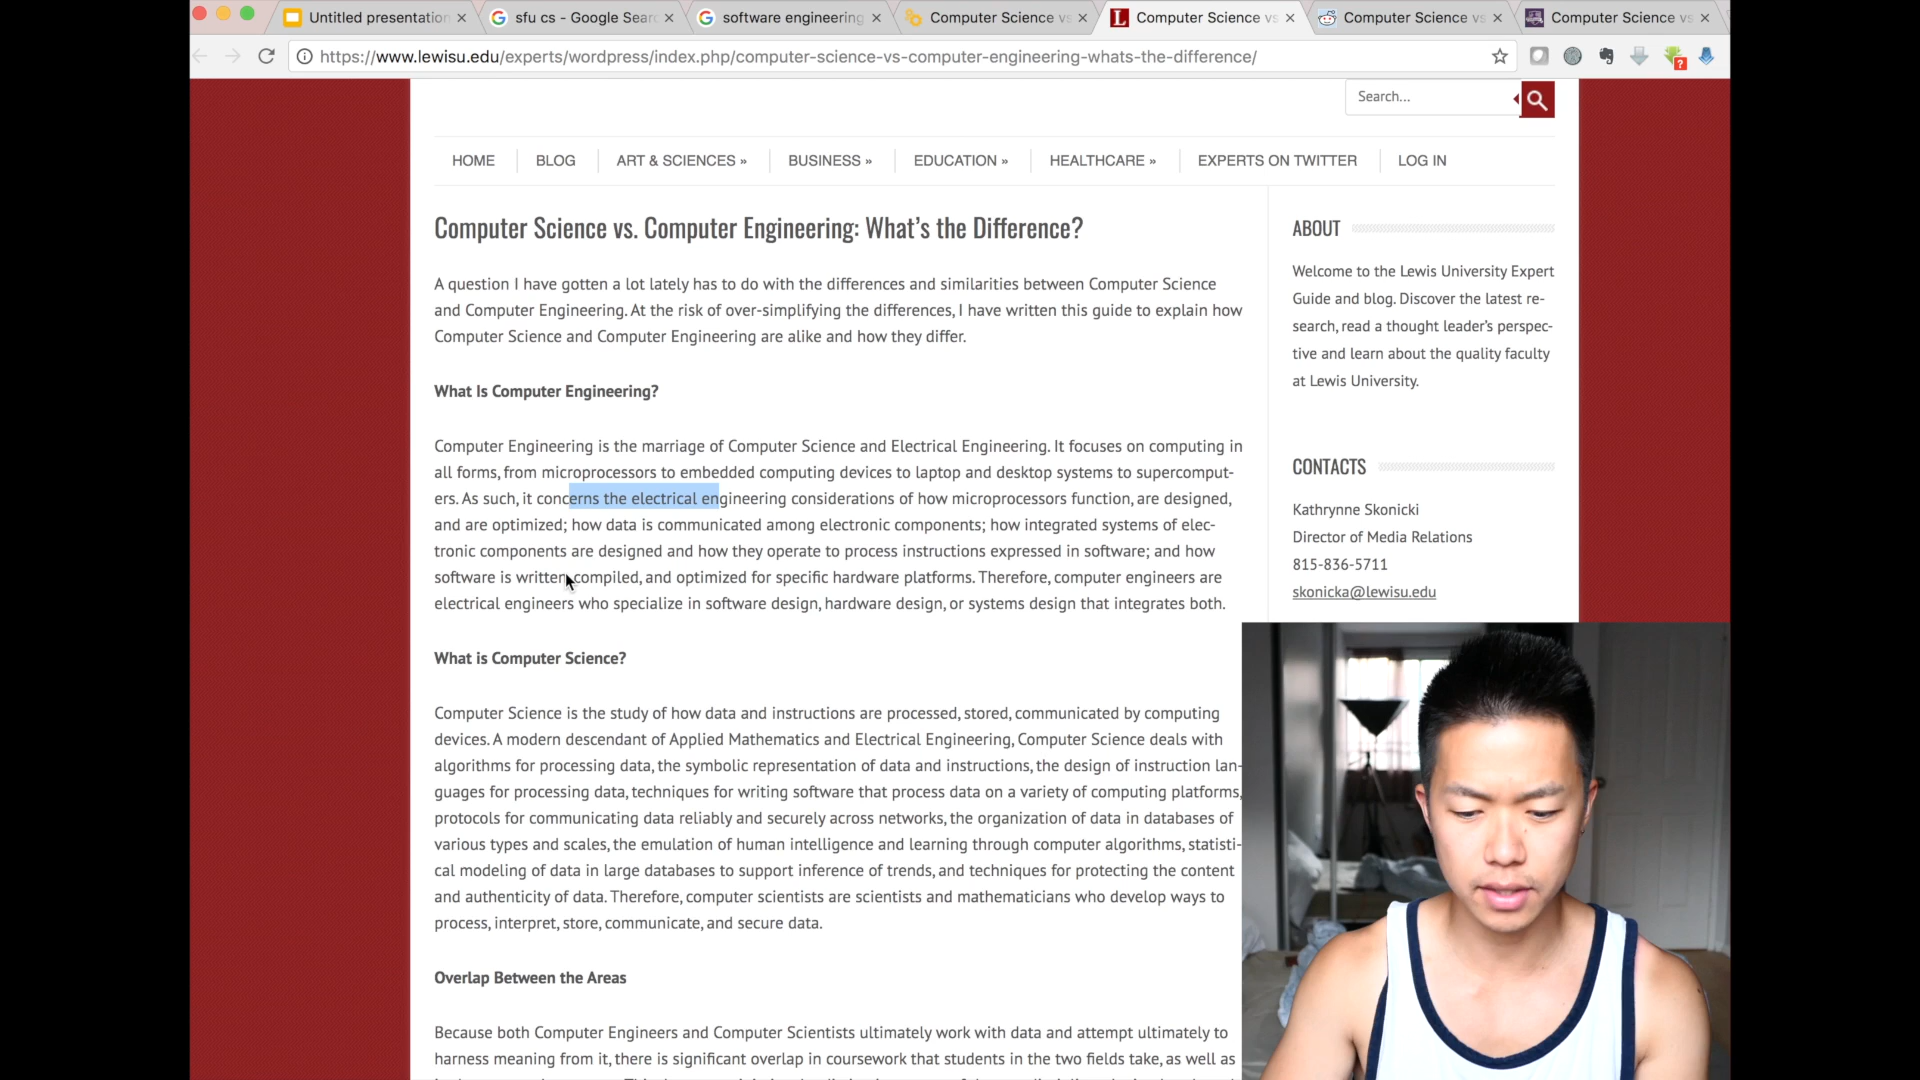 Untitled presentation
sfu cs - Google Sear
software engineering
Computer Science vs
Computer Science vs
Computer Science vs
Computer Science vs
https://www.lewisu.edu/experts/wordpress/index.php/computer-science-vs-computer-engineering-whats-the-difference/
Search...
HOME
BLOG
ART & SCIENCES »
BUSINESS »
EDUCATION »
HEALTHCARE »
EXPERTS ON TWITTER
LOG IN
Computer Science vs. Computer Engineering: What's the Difference?
A question I have gotten a lot lately has to do with the differences and similarities between Computer Science
and Computer Engineering. At the risk of over-simplifying the differences, I have written this guide to explain how
Computer Science and Computer Engineering are alike and how they differ.
What Is Computer Engineering?
Computer Engineering is the marriage of Computer Science and Electrical Engineering. It focuses on computing in
all forms, from microprocessors to embedded computing devices to laptop and desktop systems to supercomput-
ers. As such, it concerns the electrical engineering considerations of how microprocessors function, are designed,
and are optimized; how data is communicated among electronic components; how integrated systems of elec-
tronic components are designed and how they operate to process instructions expressed in software; and how
software is written, compiled, and optimized for specific hardware platforms. Therefore, computer engineers are
electrical engineers who specialize in software design, hardware design, or systems design that integrates both.
What is Computer Science?
Computer Science is the study of how data and instructions are processed, stored, communicated by computing
devices. A modern descendant of Applied Mathematics and Electrical Engineering, Computer Science deals with
algorithms for processing data, the symbolic representation of data and instructions, the design of instruction lan-
guages for processing data, techniques for writing software that process data on a variety of computing platforms,
protocols for communicating data reliably and securely across networks, the organization of data in databases of
various types and scales, the emulation of human intelligence and learning through computer algorithms, statisti-
cal modeling of data in large databases to support inference of trends, and techniques for protecting the content
and authenticity of data. Therefore, computer scientists are scientists and mathematicians who develop ways to
process, interpret, store, communicate, and secure data.
Overlap Between the Areas
Because both Computer Engineers and Computer Scientists ultimately work with data and attempt ultimately to
harness meaning from it, there is significant overlap in coursework that students in the two fields take, as well as
ABOUT
Welcome to the Lewis University Expert
Guide and blog. Discover the latest re-
search, read a thought leader's perspec-
tive and learn about the quality faculty
at Lewis University.
CONTACTS
Kathrynne Skonicki
Director of Media Relations
815-836-5711
skonicka@lewisu.edu